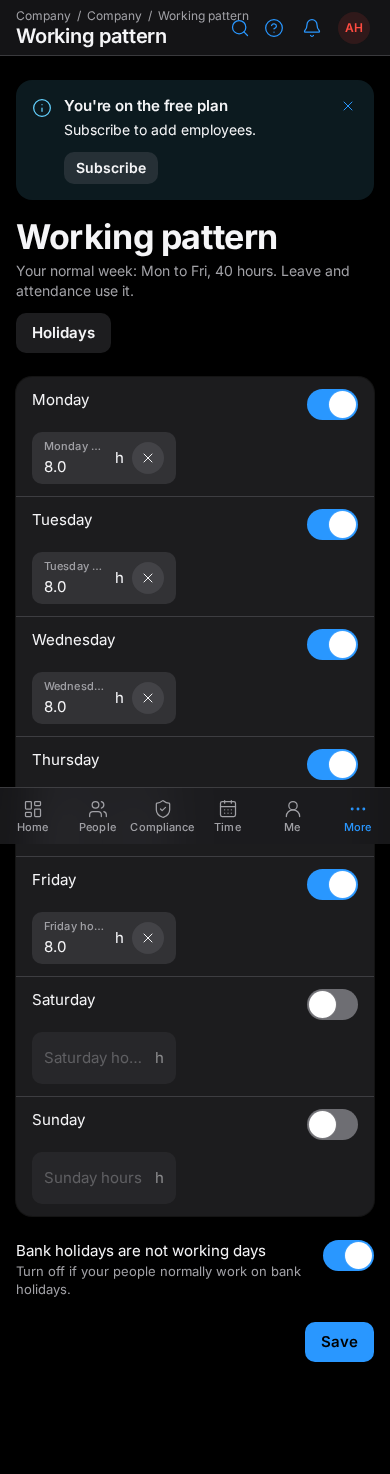 Company / Company / Working pattern
Working pattern
AH
You're on the free plan
Subscribe to add employees.
Subscribe
Working pattern
Your normal week: Mon to Fri, 40 hours. Leave and
attendance use it.
Holidays
Monday
Monday ...
8.0 h
Tuesday
Tuesday ...
8.0 h
Wednesday
Wednesd...
8.0 h
Thursday
Home People Compliance Time Me More
Friday
Friday ho...
8.0 h
Saturday
Saturday ho... h
Sunday
Sunday hours h
Bank holidays are not working days
Turn off if your people normally work on bank
holidays.
Save